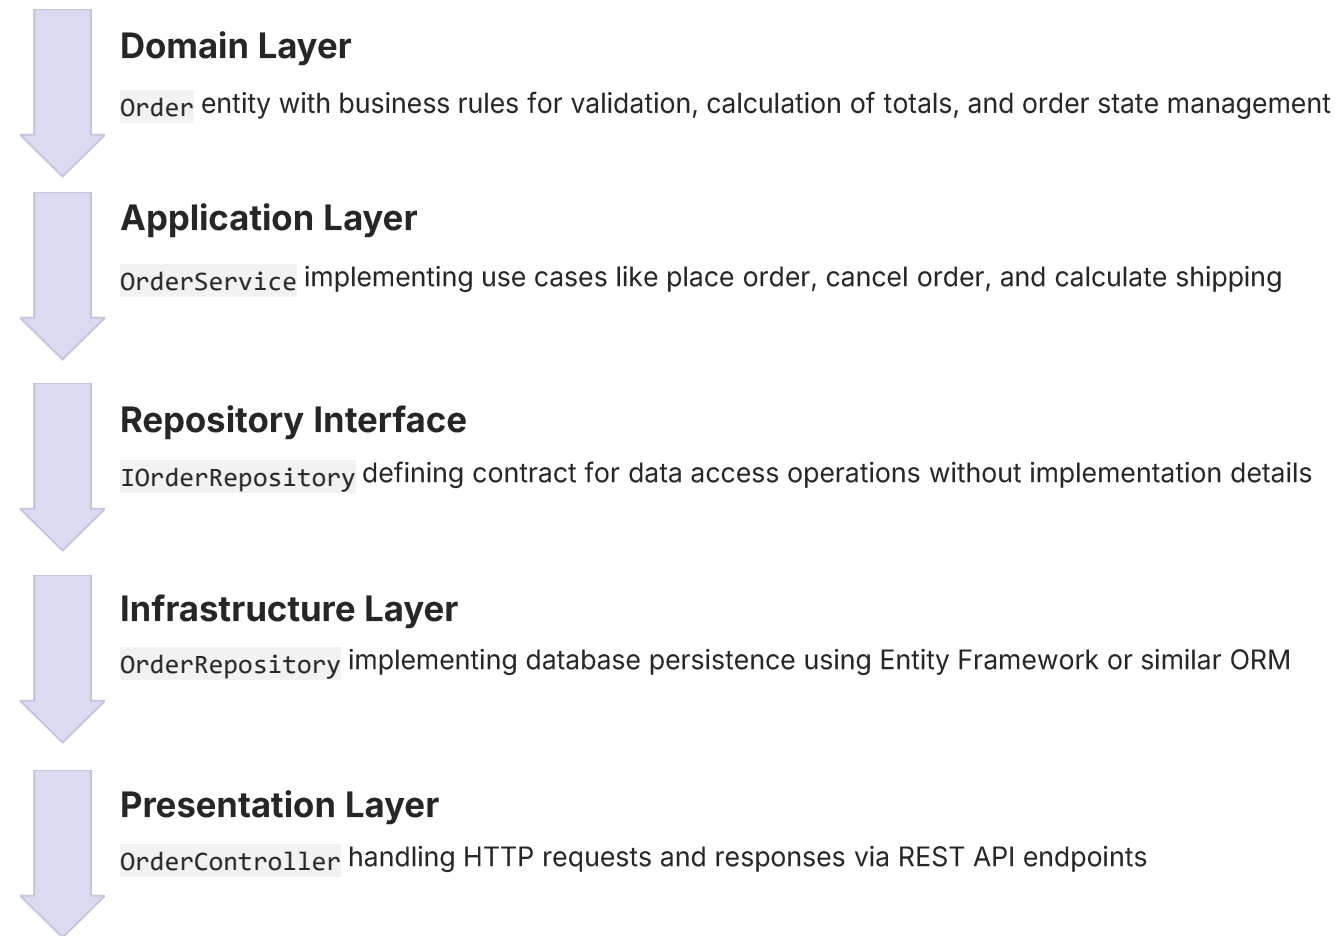 Domain Layer
Order entity with business rules for validation, calculation of totals, and order state management
Application Layer
OrderService implementing use cases like place order, cancel order, and calculate shipping
Repository Interface
IOrderRepository defining contract for data access operations without implementation details
Infrastructure Layer
OrderRepository implementing database persistence using Entity Framework or similar ORM
Presentation Layer
OrderController handling HTTP requests and responses via REST API endpoints